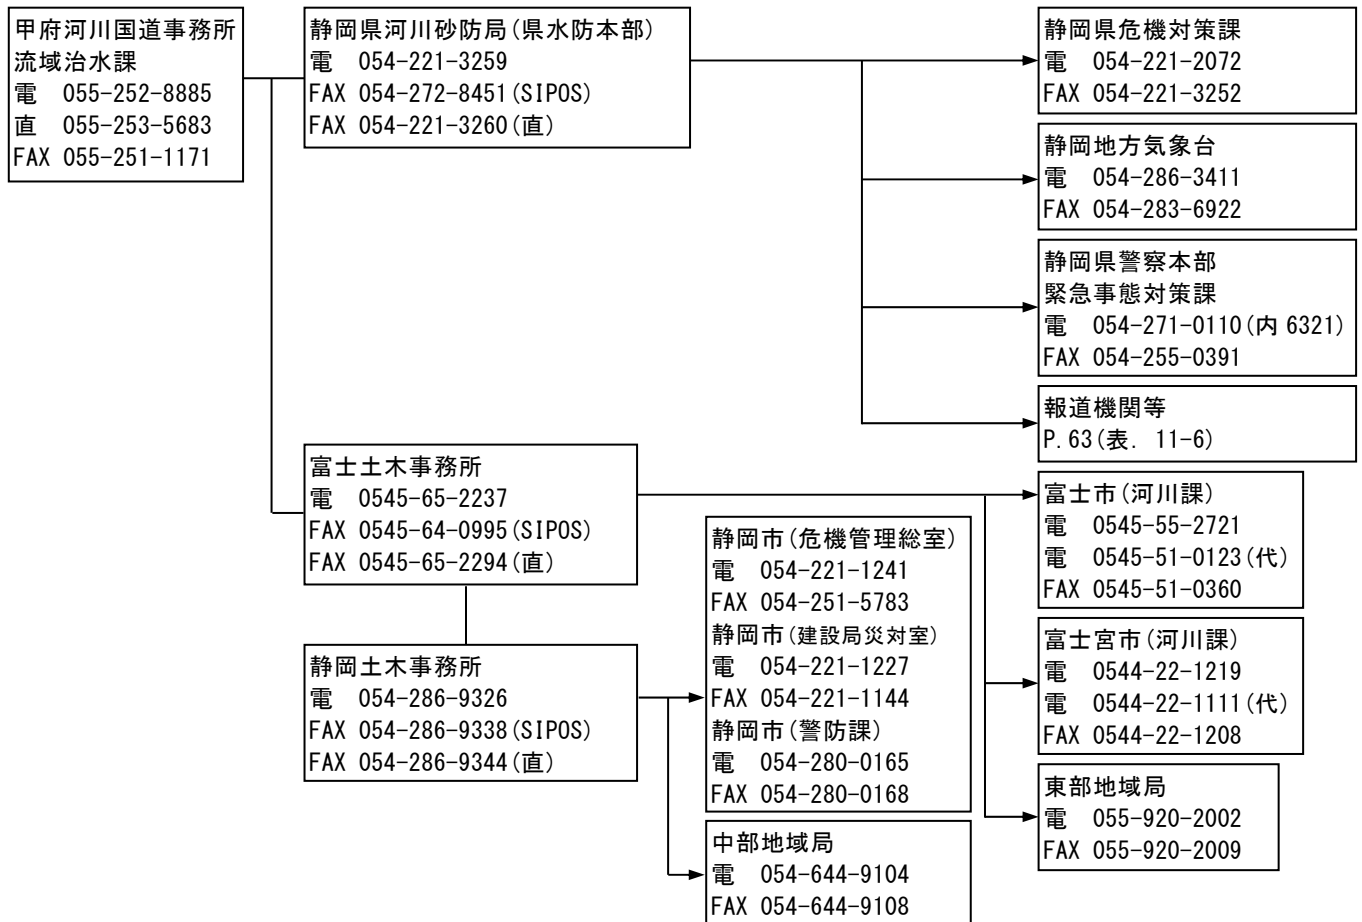 甲府河川国道事務所
流域治水課
電 055-252-8885
直 055-253-5683
FAX 055-251-1171
静岡県河川砂防局(県水防本部)
電 054-221-3259
FAX 054-272-8451(SIPOS)
FAX 054-221-3260(直)
静岡県危機対策課
電 054-221-2072
FAX 054-221-3252
静岡地方気象台
電 054-286-3411
FAX 054-283-6922
静岡県警察本部
緊急事態対策課
電 054-271-0110(内 6321)
FAX 054-255-0391
報道機関等
P.63(表. 11-6)
富士土木事務所
電 0545-65-2237
FAX 0545-64-0995(SIPOS)
FAX 0545-65-2294(直)
富士市(河川課)
電 0545-55-2721
電 0545-51-0123(代)
FAX 0545-51-0360
富士宮市(河川課)
電 0544-22-1219
電 0544-22-1111(代)
FAX 0544-22-1208
東部地域局
電 055-920-2002
FAX 055-920-2009
静岡土木事務所
電 054-286-9326
FAX 054-286-9338(SIPOS)
FAX 054-286-9344(直)
静岡市(危機管理総室)
電 054-221-1241
FAX 054-251-5783
静岡市(建設局災対室)
電 054-221-1227
FAX 054-221-1144
静岡市(警防課)
電 054-280-0165
FAX 054-280-0168
中部地域局
電 054-644-9104
FAX 054-644-9108